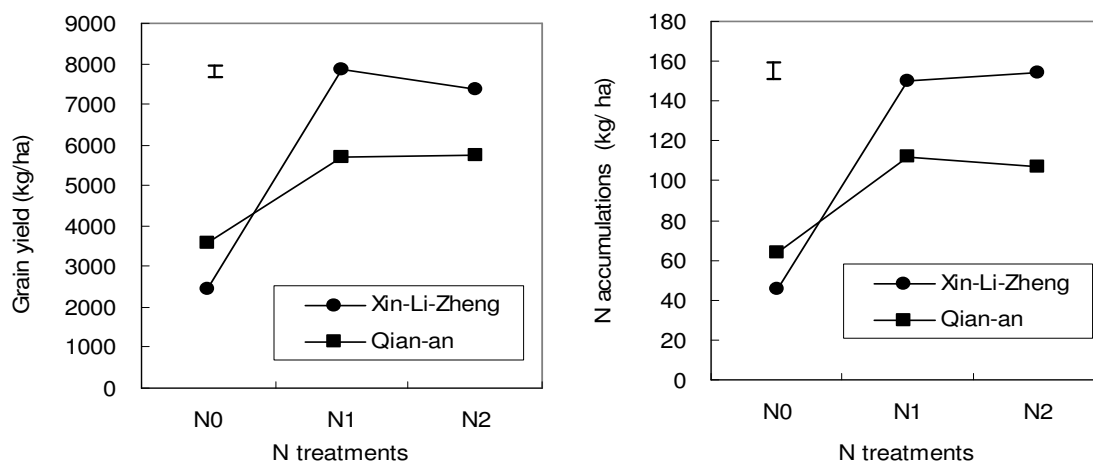 Grain yield (kg/ha)
9000
8000
7000
6000
5000
4000
3000
2000
1000
0
N0 N1 N2
N treatments
Xin-Li-Zheng
Qian-an
N accumulations (kg/ ha)
180
160
140
120
100
80
60
40
20
0
N0 N1 N2
N treatments
Xin-Li-Zheng
Qian-an